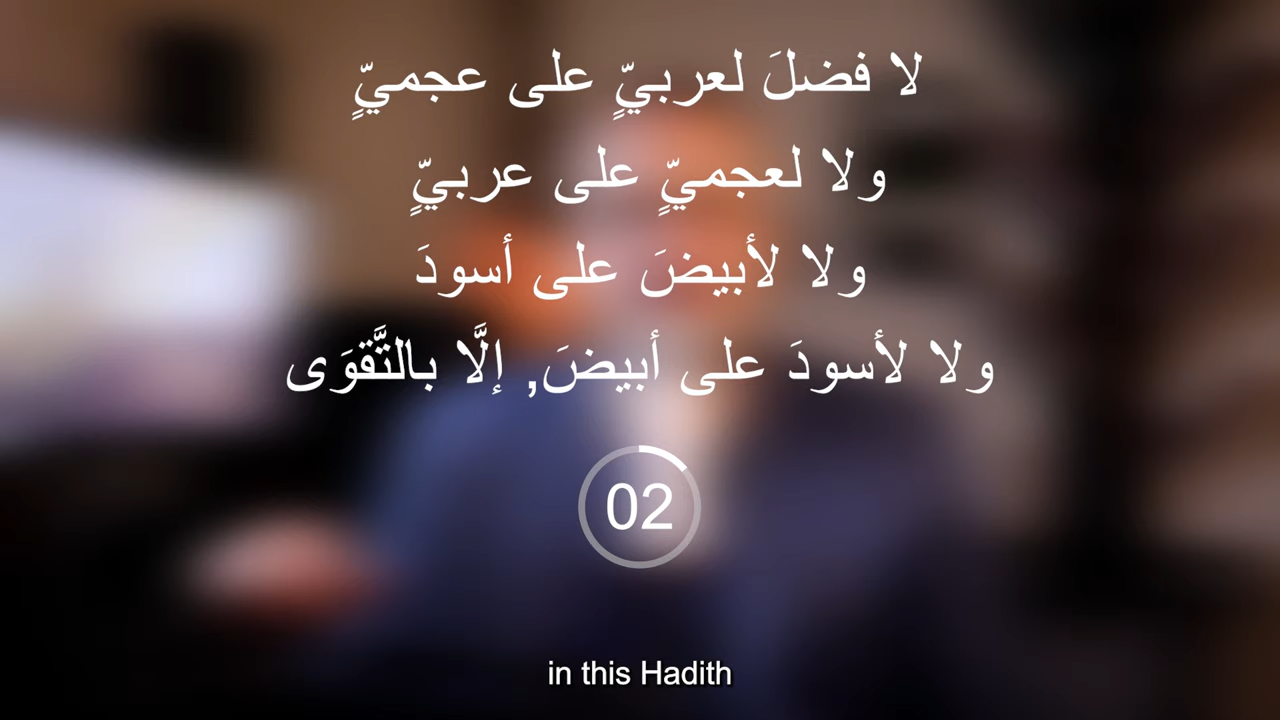 لا فضلَ لعربيٍّ على عجميٍّ
ولا لعجميٍّ على عربيٍّ
ولا لأبيضَ على أسودَ
ولا لأسودَ على أبيضَ, إلَّا بالتَّقوَى
02
in this Hadith